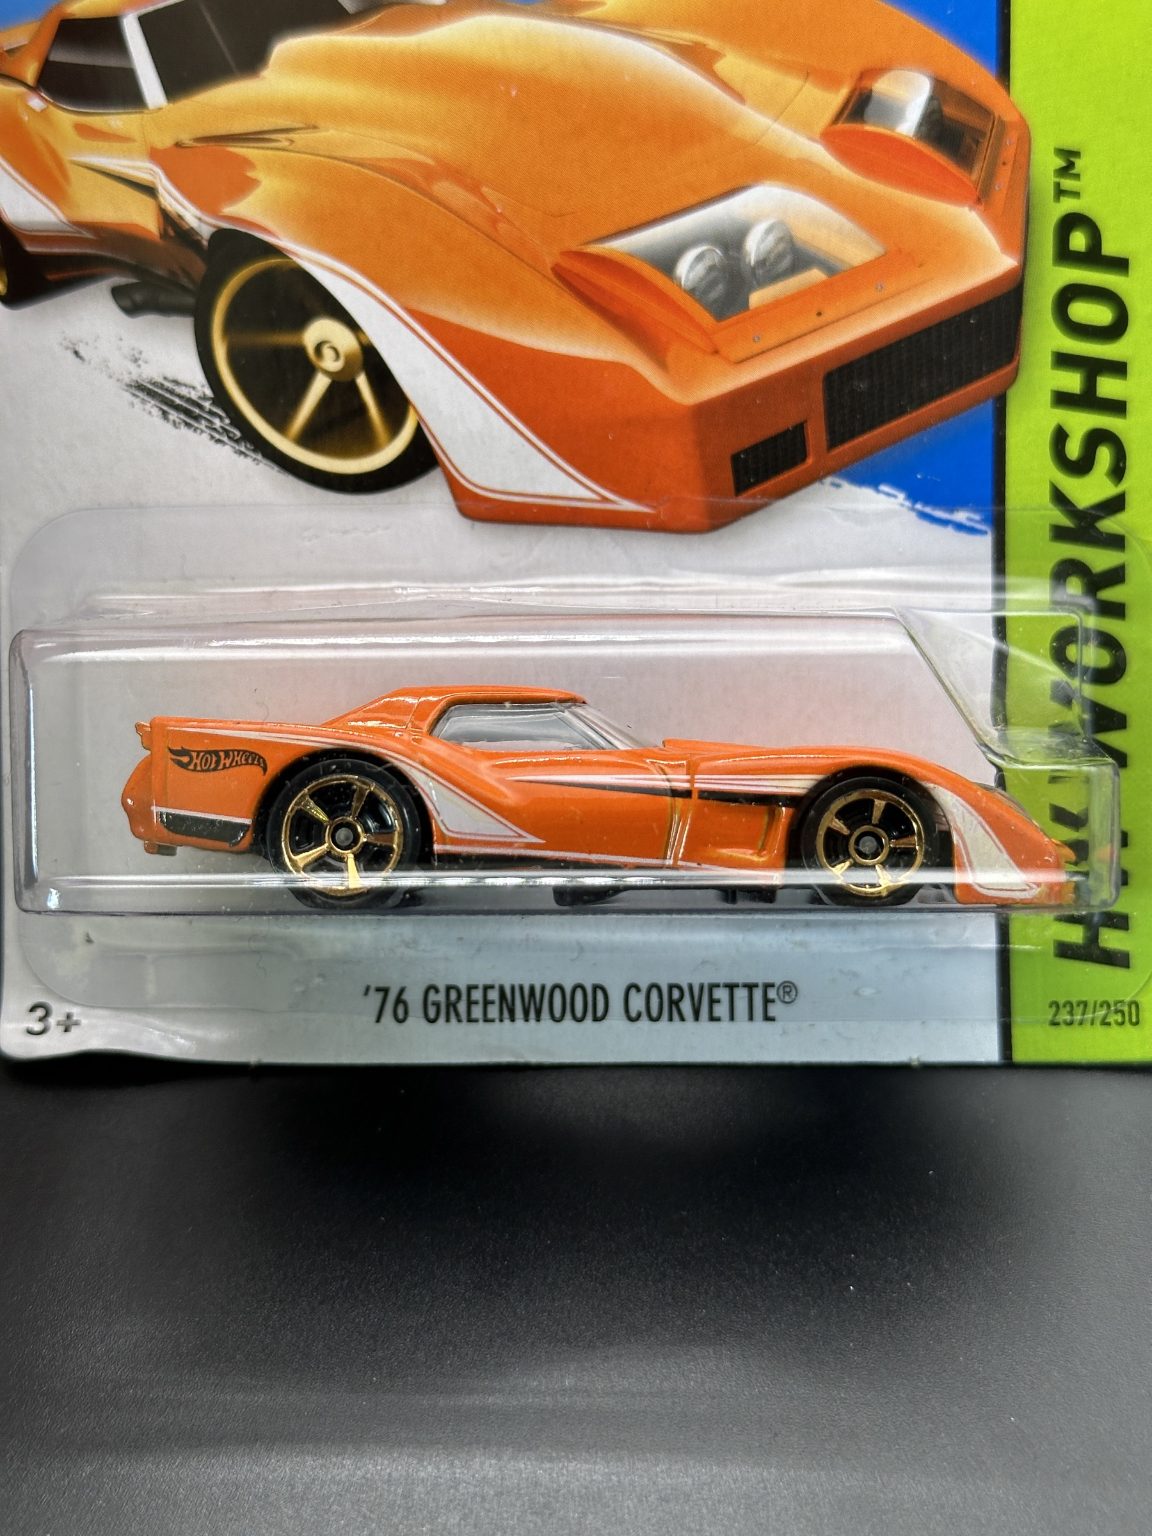 HW WORKSHOP™
HOT WHEELS
'76 GREENWOOD CORVETTE®
3+
237/250